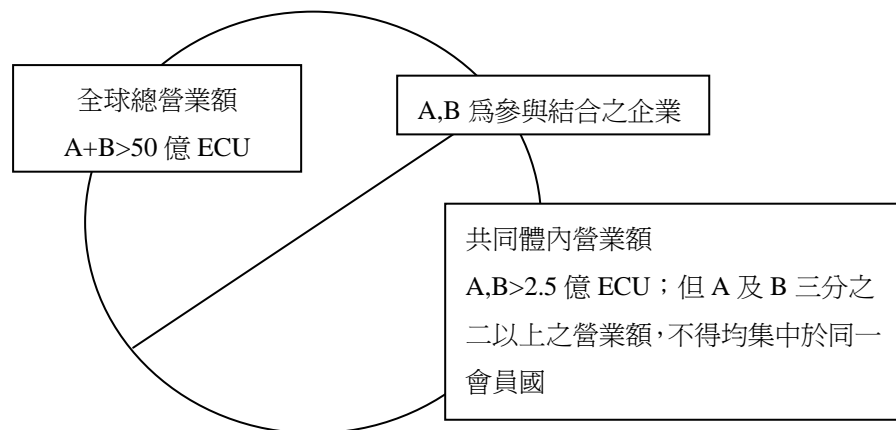 全球總營業額
A+B>50 億 ECU
A,B 為參與結合之企業
共同體內營業額
A,B>2.5 億 ECU；但 A 及 B 三分之
二以上之營業額，不得均集中於同一
會員國